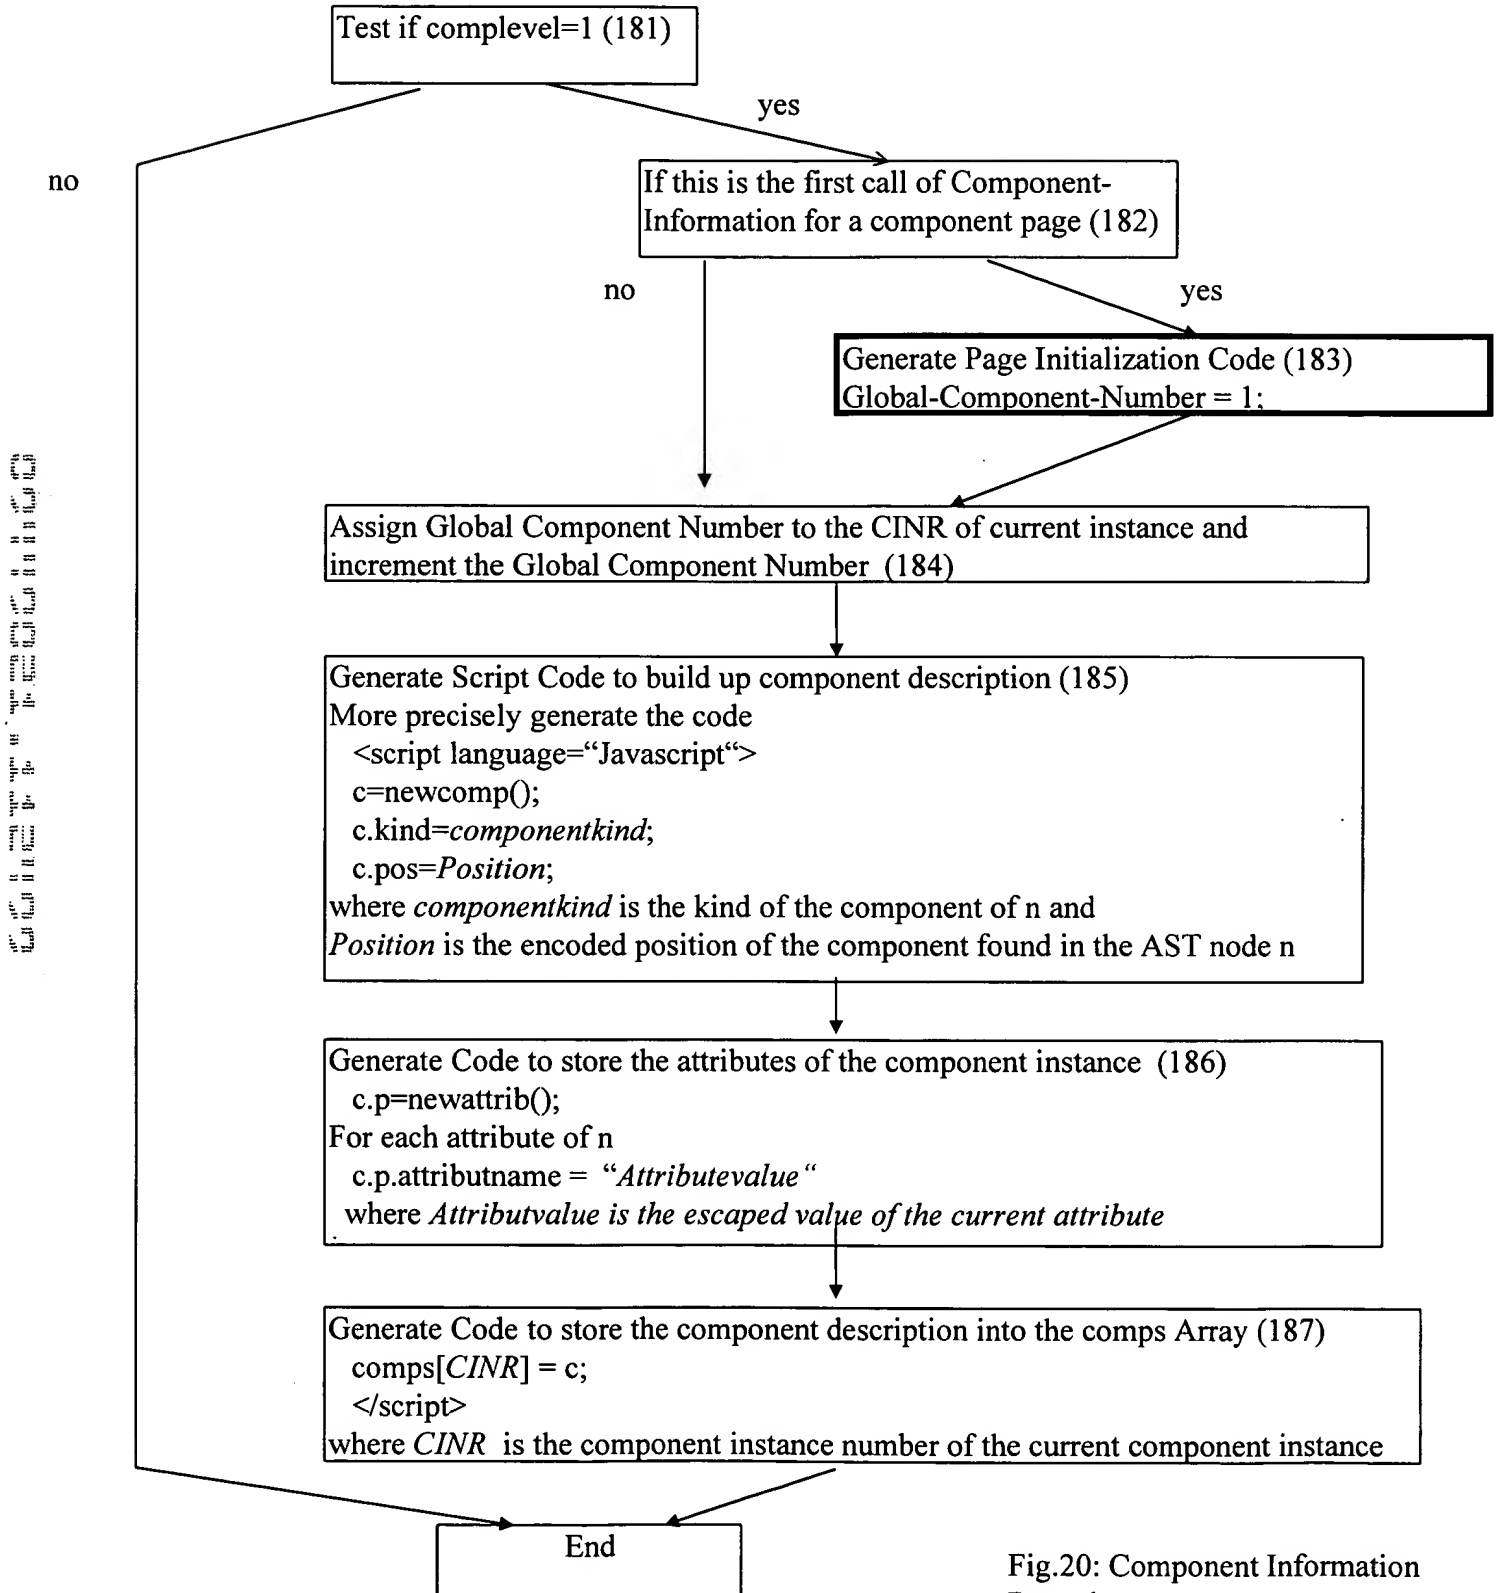 Test if complevel=1 (181)
yes
no
If this is the first call of Component-
Information for a component page (182)
no
yes
Generate Page Initialization Code (183)
Global-Component-Number = 1;
Assign Global Component Number to the CINR of current instance and
increment the Global Component Number (184)
Generate Script Code to build up component description (185)
More precisely generate the code
<script language=“Javascript“>
c=newcomp();
c.kind=componentkind;
c.pos=Position;
where componentkind is the kind of the component of n and
Position is the encoded position of the component found in the AST node n
Generate Code to store the attributes of the component instance (186)
c.p=newattrib();
For each attribute of n
c.p.attributname = “Attributevalue“
where Attributvalue is the escaped value of the current attribute
Generate Code to store the component description into the comps Array (187)
comps[CINR] = c;
</script>
where CINR is the component instance number of the current component instance
End
Fig.20: Component Information